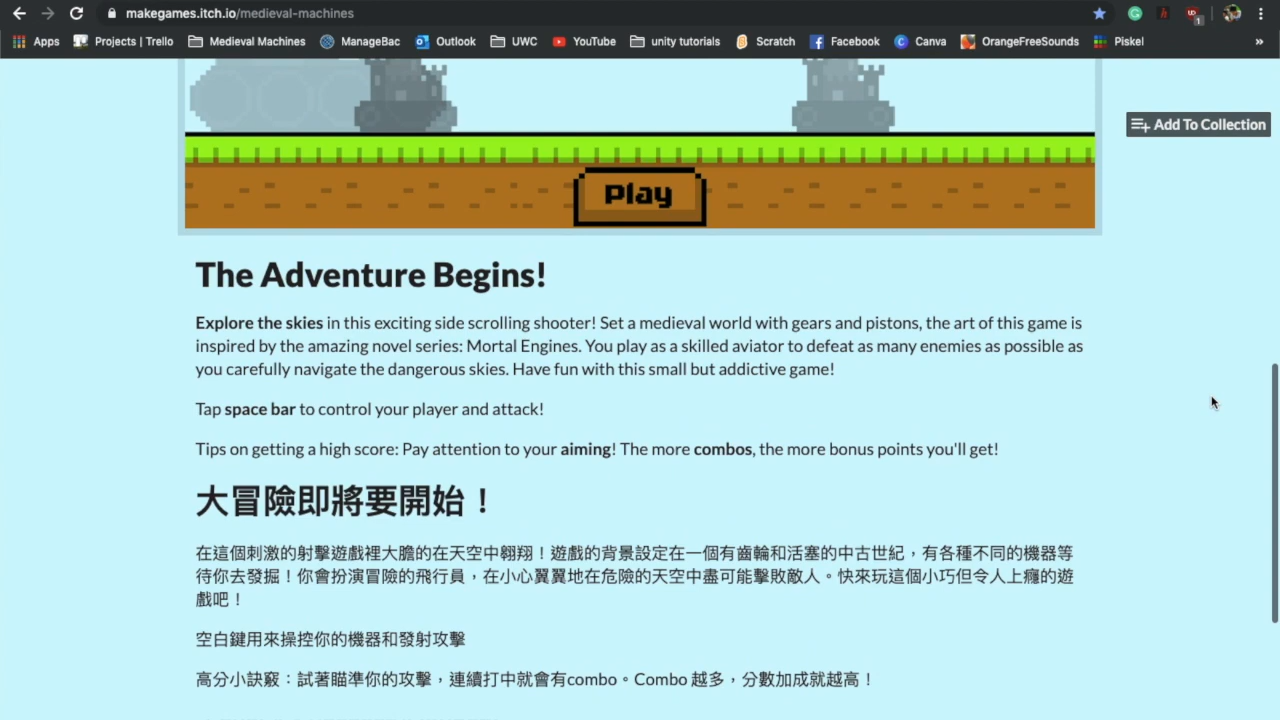 makegames.itch.io/medieval-machines
Apps Projects | Trello Medieval Machines ManageBac Outlook UWC YouTube unity tutorials Scratch Facebook Canva OrangeFreeSounds Piskel »
Add To Collection
Play
The Adventure Begins!
Explore the skies in this exciting side scrolling shooter! Set a medieval world with gears and pistons, the art of this game is
inspired by the amazing novel series: Mortal Engines. You play as a skilled aviator to defeat as many enemies as possible as
you carefully navigate the dangerous skies. Have fun with this small but addictive game!
Tap space bar to control your player and attack!
Tips on getting a high score: Pay attention to your aiming! The more combos, the more bonus points you'll get!
大冒險即將要開始！
在這個刺激的射擊遊戲裡大膽的在天空中翱翔！遊戲的背景設定在一個有齒輪和活塞的中古世紀，有各種不同的機器等
待你去發掘！你會扮演冒險的飛行員，在小心翼翼地在危險的天空中盡可能擊敗敵人。快來玩這個小巧但令人上癮的遊
戲吧！
空白鍵用來操控你的機器和發射攻擊
高分小訣竅：試著瞄準你的攻擊，連續打中就會有combo。Combo 越多，分數加成就越高！